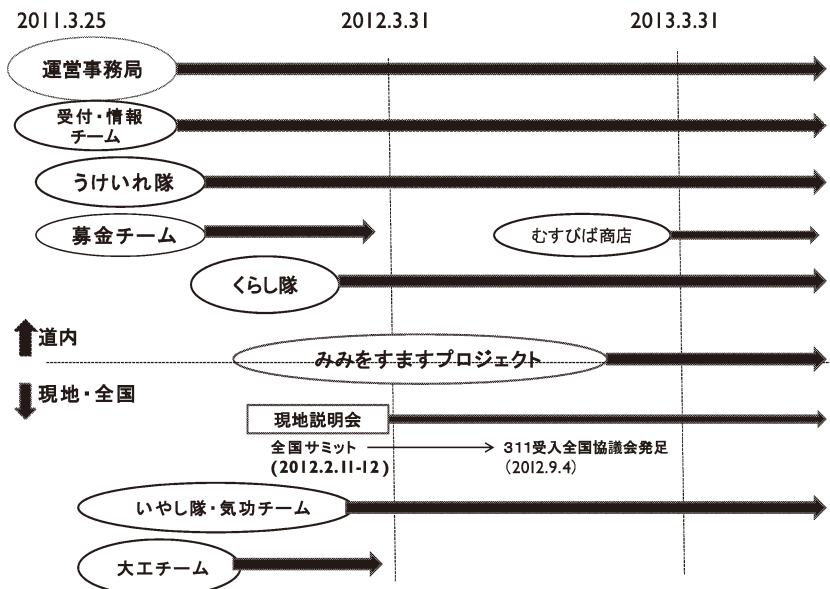 2011.3.25
2012.3.31
2013.3.31
運営事務局
受付・情報
チーム
うけいれ隊
募金チーム
むすびば商店
くらし隊
道内
みみをすますプロジェクト
現地・全国
現地説明会
全国サミット
(2012.2.11-12)
311受入全国協議会発足
(2012.9.4)
いやし隊・気功チーム
大工チーム